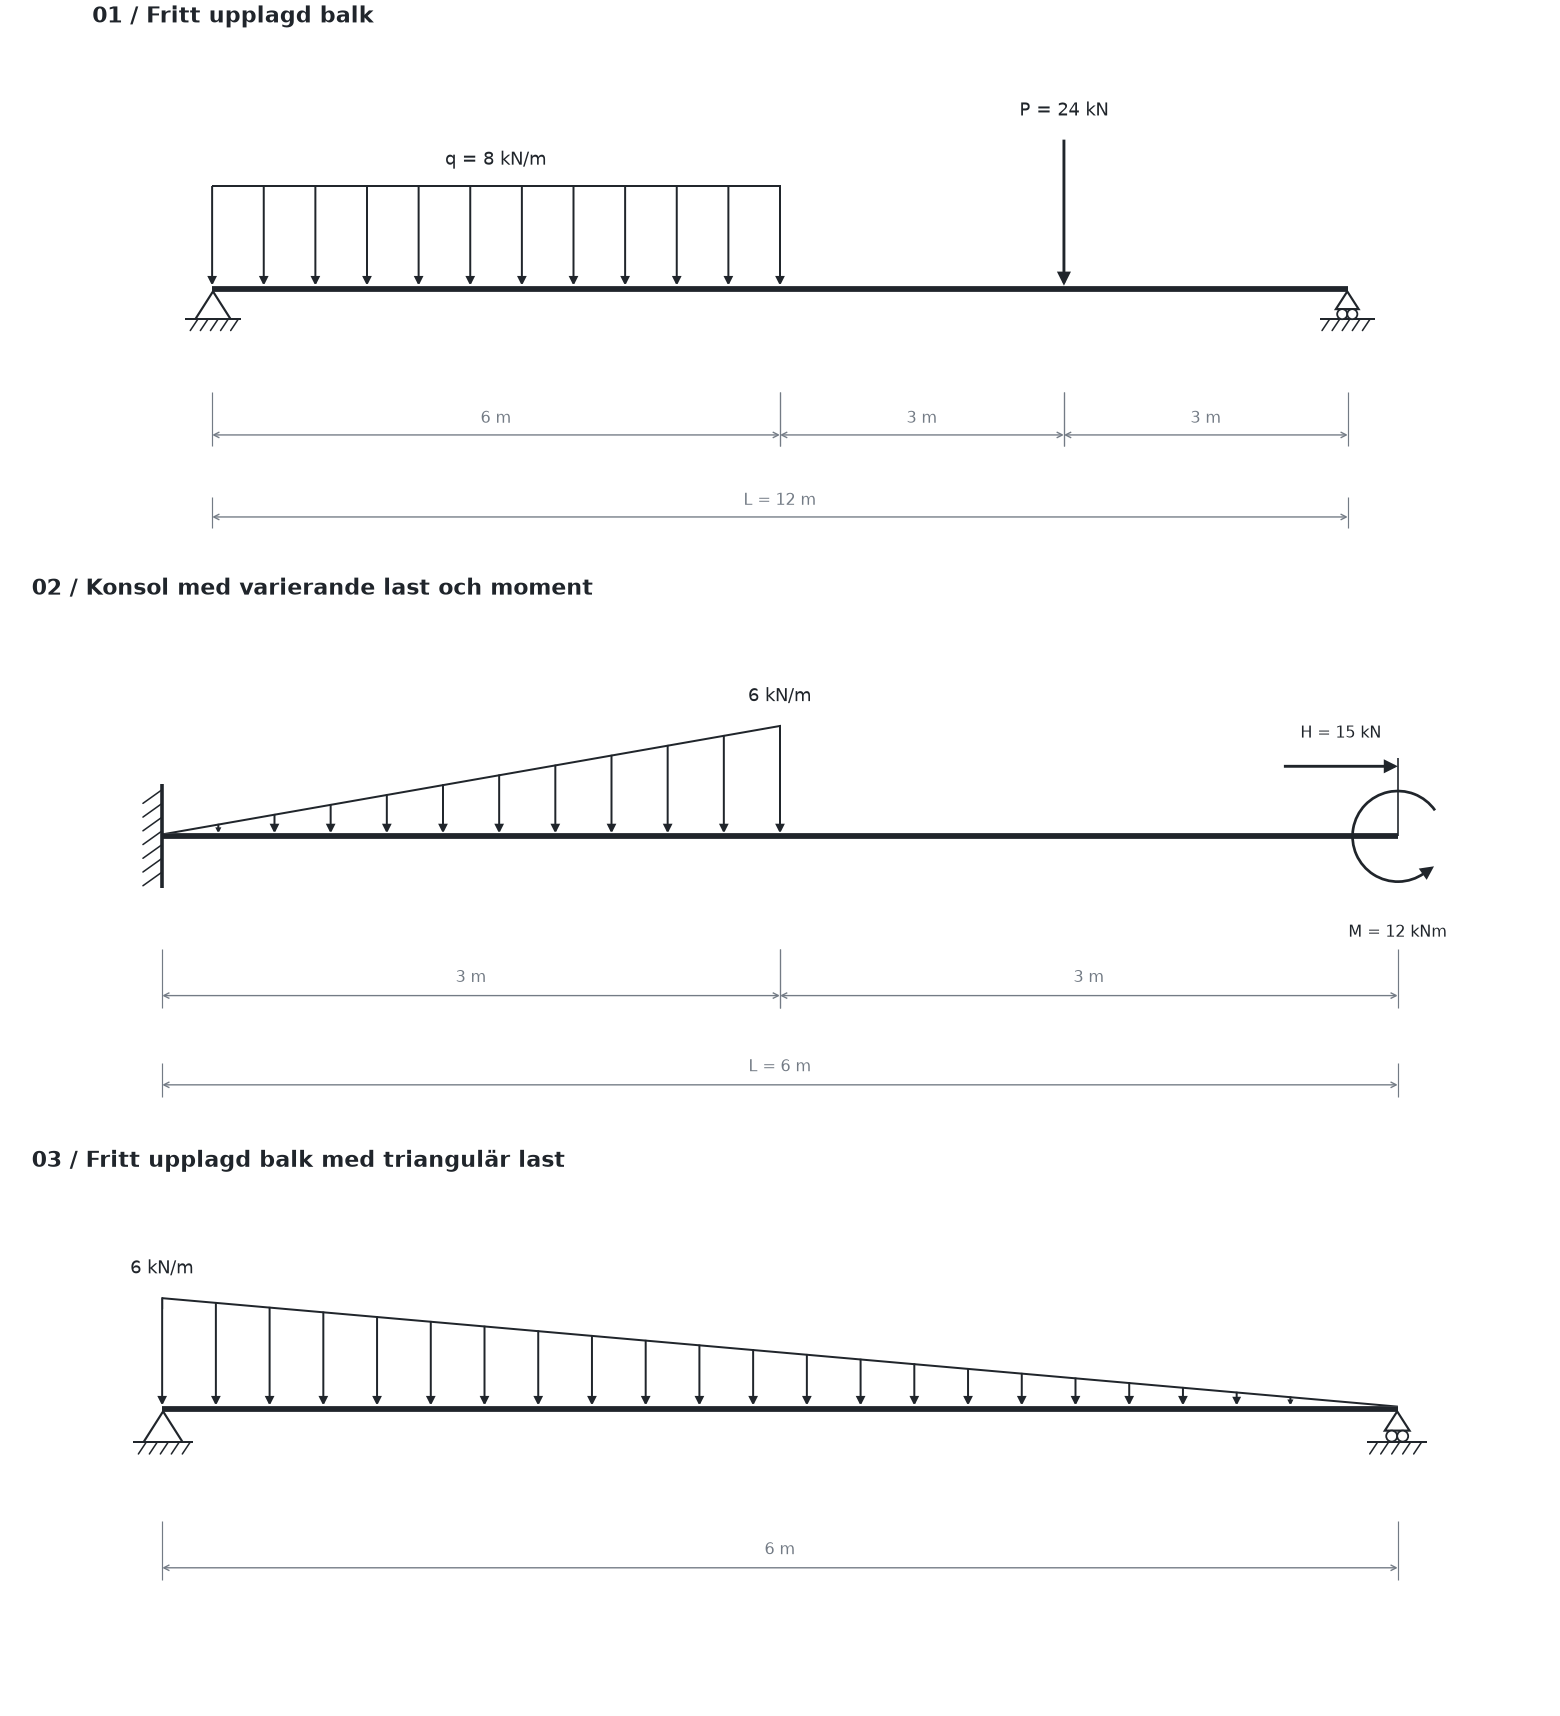 01 / Fritt upplagd balk
P = 24 kN
q = 8 kN/m
6 m
3 m
3 m
L = 12 m
02 / Konsol med varierande last och moment
6 kN/m
H = 15 kN
M = 12 kNm
3 m
3 m
L = 6 m
03 / Fritt upplagd balk med triangulär last
6 kN/m
6 m